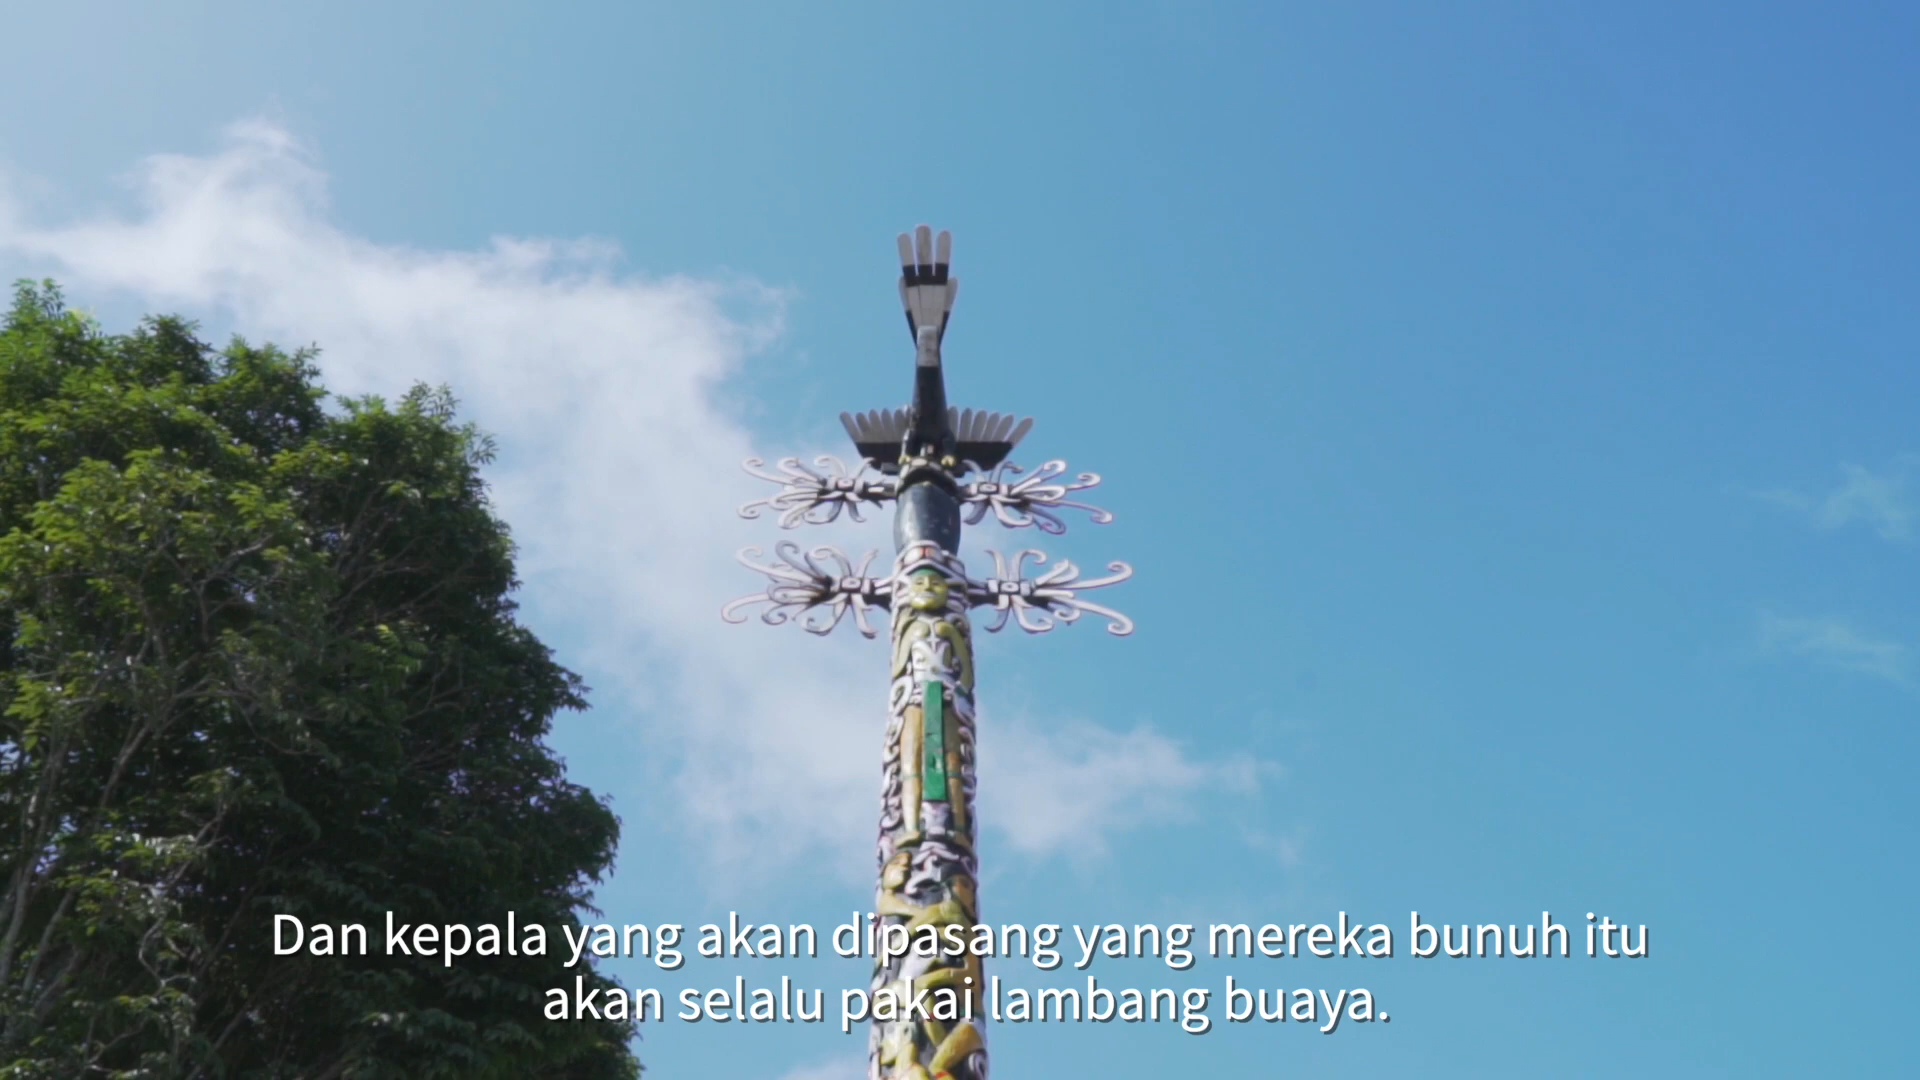 Dan kepala yang akan dipasang yang mereka bunuh itu
akan selalu pakai lambang buaya.